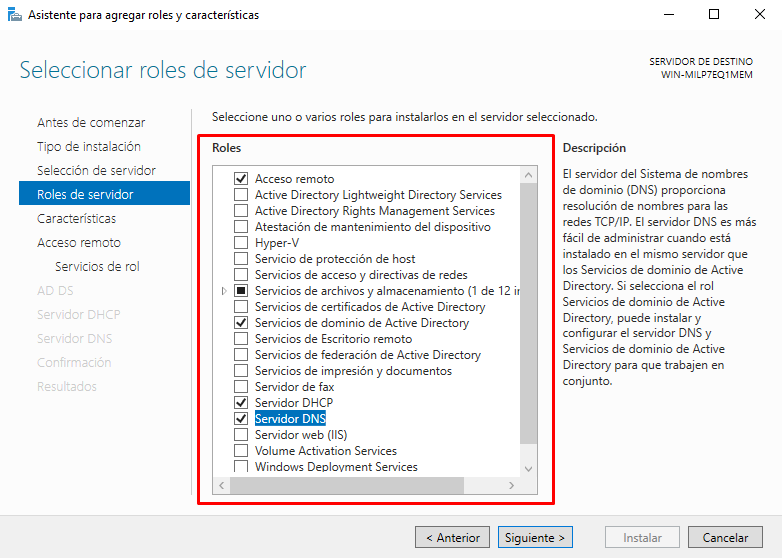 Asistente para agregar roles y características
Seleccionar roles de servidor
SERVIDOR DE DESTINO
WIN-MILP7EQ1MEM
Antes de comenzar
Tipo de instalación
Selección de servidor
Roles de servidor
Características
Acceso remoto
Servicios de rol
AD DS
Servidor DHCP
Servidor DNS
Confirmación
Resultados
Seleccione uno o varios roles para instalarlos en el servidor seleccionado.
Roles
Acceso remoto
Active Directory Lightweight Directory Services
Active Directory Rights Management Services
Atestación de mantenimiento del dispositivo
Hyper-V
Servicio de protección de host
Servicios de acceso y directivas de redes
Servicios de archivos y almacenamiento (1 de 12 in
Servicios de certificados de Active Directory
Servicios de dominio de Active Directory
Servicios de Escritorio remoto
Servicios de federación de Active Directory
Servicios de impresión y documentos
Servidor de fax
Servidor DHCP
Servidor DNS
Servidor web (IIS)
Volume Activation Services
Windows Deployment Services
Descripción
El servidor del Sistema de nombres
de dominio (DNS) proporciona
resolución de nombres para las
redes TCP/IP. El servidor DNS es más
fácil de administrar cuando está
instalado en el mismo servidor que
los Servicios de dominio de Active
Directory. Si selecciona el rol
Servicios de dominio de Active
Directory, puede instalar y
configurar el servidor DNS y
Servicios de dominio de Active
Directory para que trabajen en
conjunto.
< Anterior
Siguiente >
Instalar
Cancelar